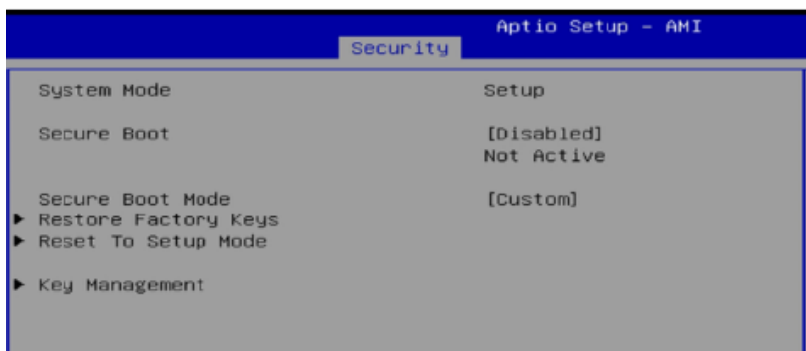 Aptio Setup - AMI
Security
System Mode Setup
Secure Boot [Disabled]
Not Active
Secure Boot Mode [Custom]
▶ Restore Factory Keys
▶ Reset To Setup Mode
▶ Key Management